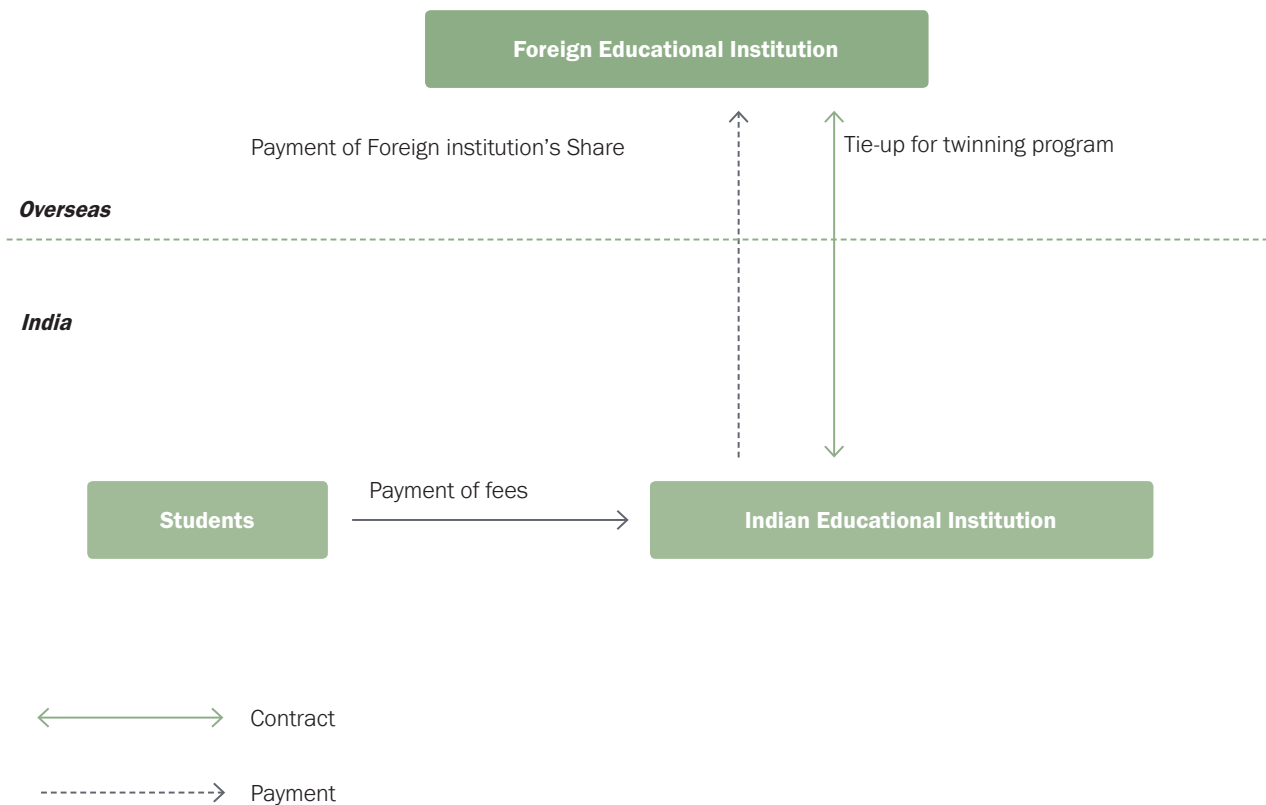 Foreign Educational Institution
Payment of Foreign institution’s Share
Tie-up for twinning program
Overseas
India
Payment of fees
Students
Indian Educational Institution
Contract
Payment